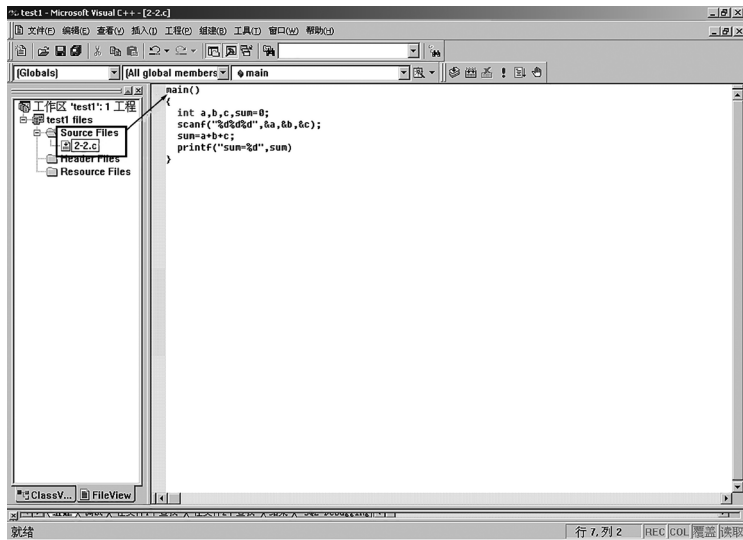 test1 - Microsoft Visual C++ - [2-2.c]
文件(F) 编辑(E) 查看(V) 插入(I) 工程(P) 组建(B) 工具(T) 窗口(W) 帮助(H)
(Globals) (All global members main
工作区 'test1': 1 工程
test1 files
Source Files
2-2.c
Header Files
Resource Files
main()
{
int a,b,c,sum=0;
scanf("%d%d%d",&a,&b,&c);
sum=a+b+c;
printf("sum=%d",sum)
}
ClassV... FileView
就绪
行 7,列 2 REC COL 覆盖 读取